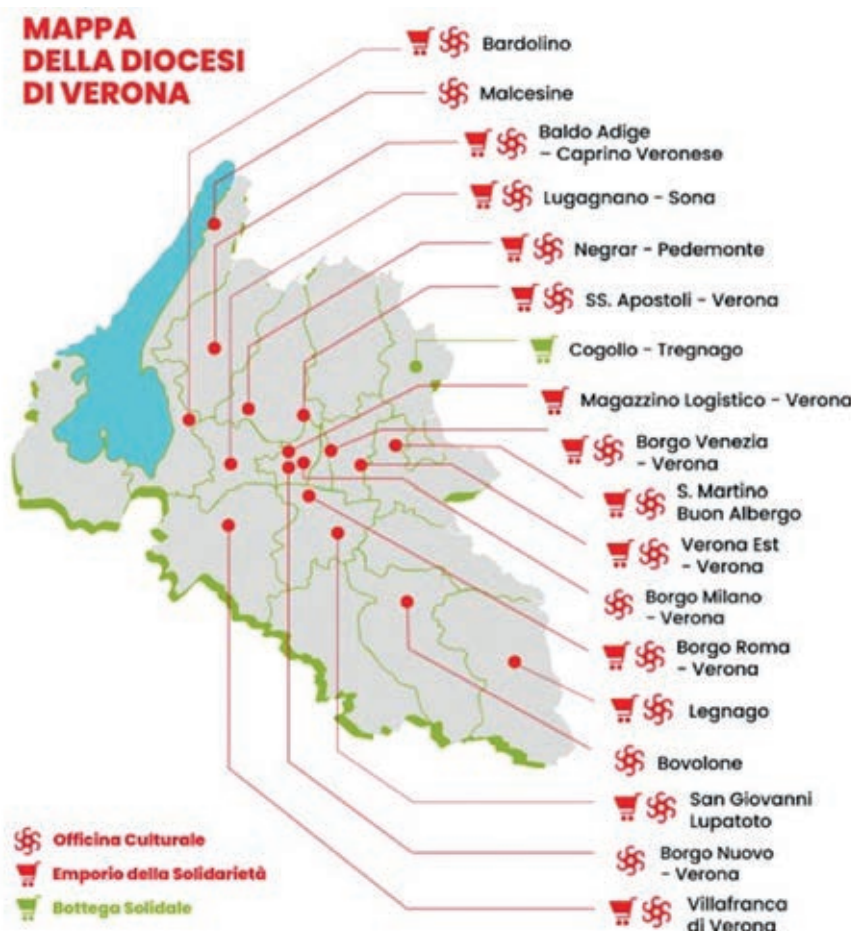 MAPPA
DELLA DIOCESI
DI VERONA
Bardolino
Malcesine
Baldo Adige
– Caprino Veronese
Lugagnano - Sona
Negrar - Pedemonte
SS. Apostoli - Verona
Cogollo - Tregnago
Magazzino Logistico - Verona
Borgo Venezia
- Verona
S. Martino
Buon Albergo
Verona Est
- Verona
Borgo Milano
- Verona
Borgo Roma
- Verona
Legnago
Bovolone
San Giovanni
Lupatoto
Borgo Nuovo
- Verona
Villafranca
di Verona
Officina Culturale
Emporio della Solidarietà
Bottega Solidale